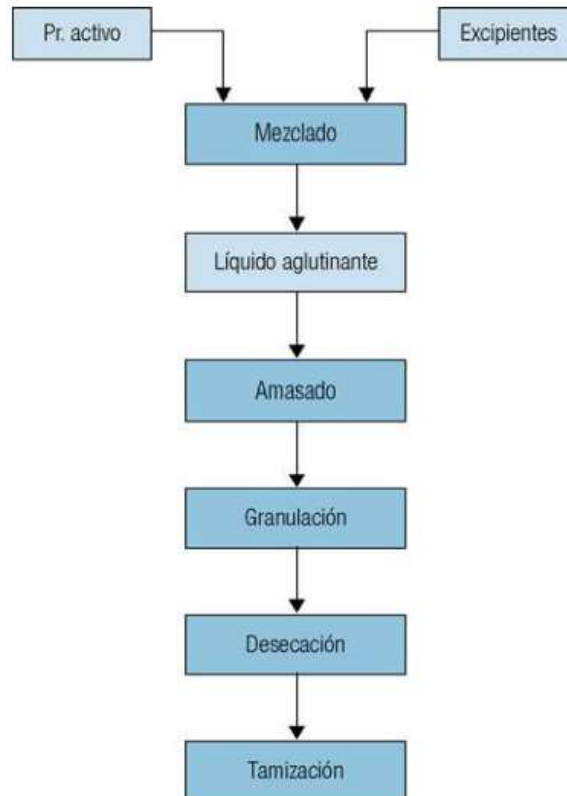 Pr. activo
Excipientes
Mezclado
Líquido aglutinante
Amasado
Granulación
Desecación
Tamización